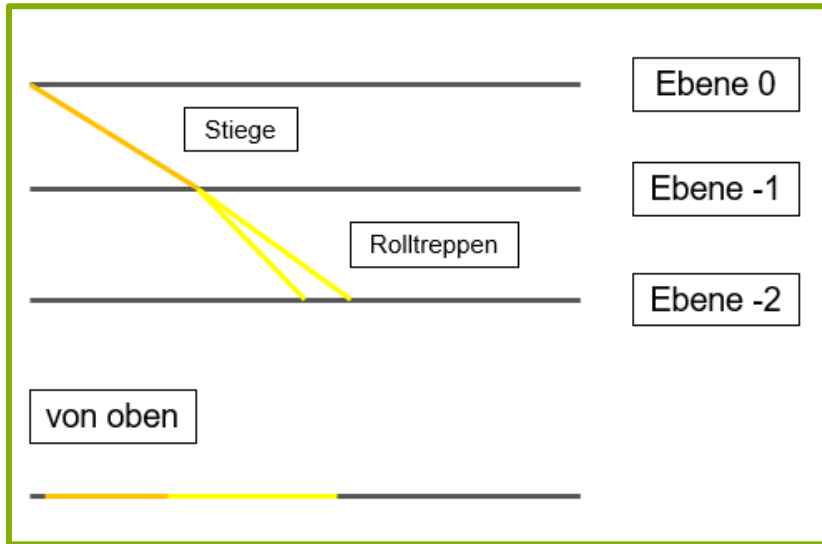 Ebene 0
Stiege
Ebene -1
Rolltreppen
Ebene -2
von oben